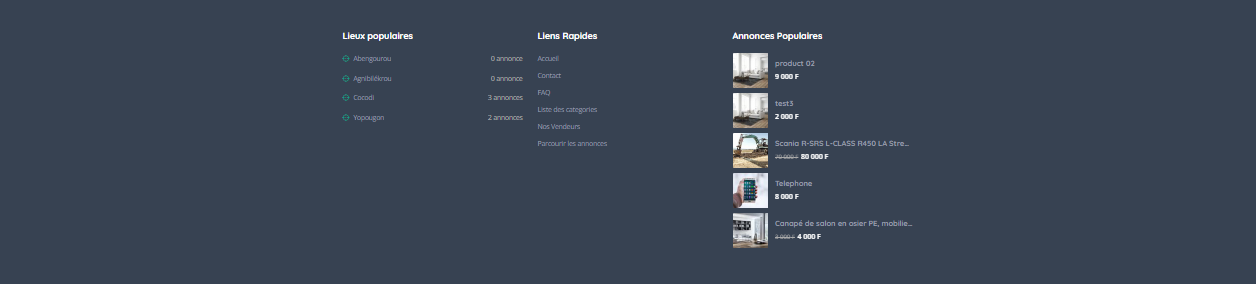 Lieux populaires
Abengourou 0 annonce
Agnibilékrou 0 annonce
Cocodi 3 annonces
Yopougon 2 annonces
Liens Rapides
Accueil
Contact
FAQ
Liste des categories
Nos Vendeurs
Parcourir les annonces
Annonces Populaires
product 02
9 000 F
test3
2 000 F
Scania R-SRS L-CLASS R450 LA Stre...
80 000 F
Telephone
8 000 F
Canapé de salon en osier PE, mobilie...
3 000 F 4 000 F